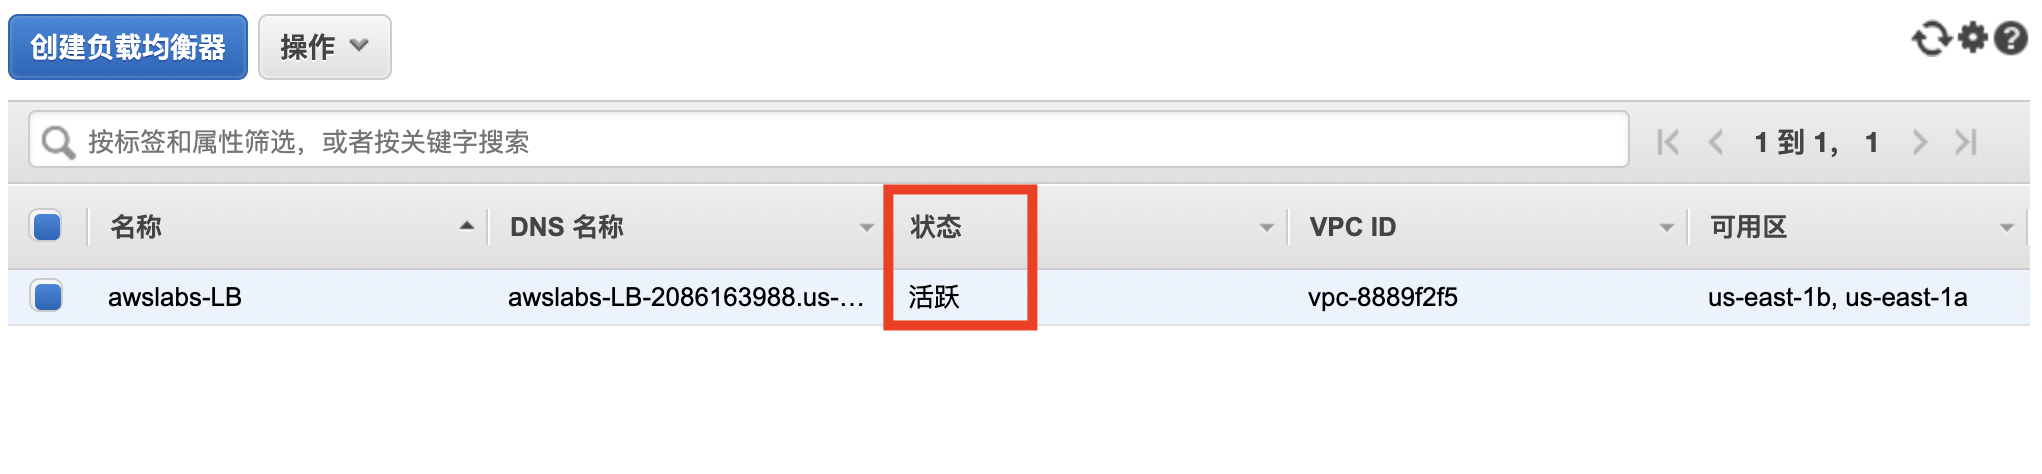 创建负载均衡器 操作
按标签和属性筛选，或者按关键字搜索 1 到 1， 1
名称 DNS 名称 状态 VPC ID 可用区
awslabs-LB awslabs-LB-2086163988.us-... 活跃 vpc-8889f2f5 us-east-1b, us-east-1a